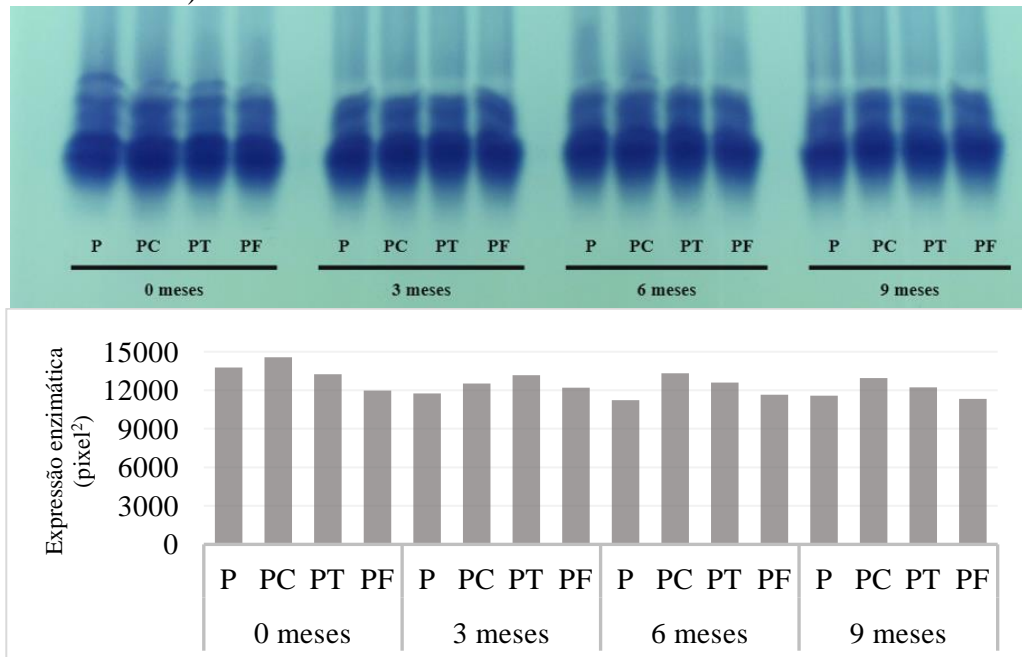 )
P PC PT PF P PC PT PF P PC PT PF P PC PT PF
0 meses 3 meses 6 meses 9 meses
Expressão enzimática
(pixel²)
15000
12000
9000
6000
3000
0
P PC PT PF P PC PT PF P PC PT PF P PC PT PF
0 meses 3 meses 6 meses 9 meses